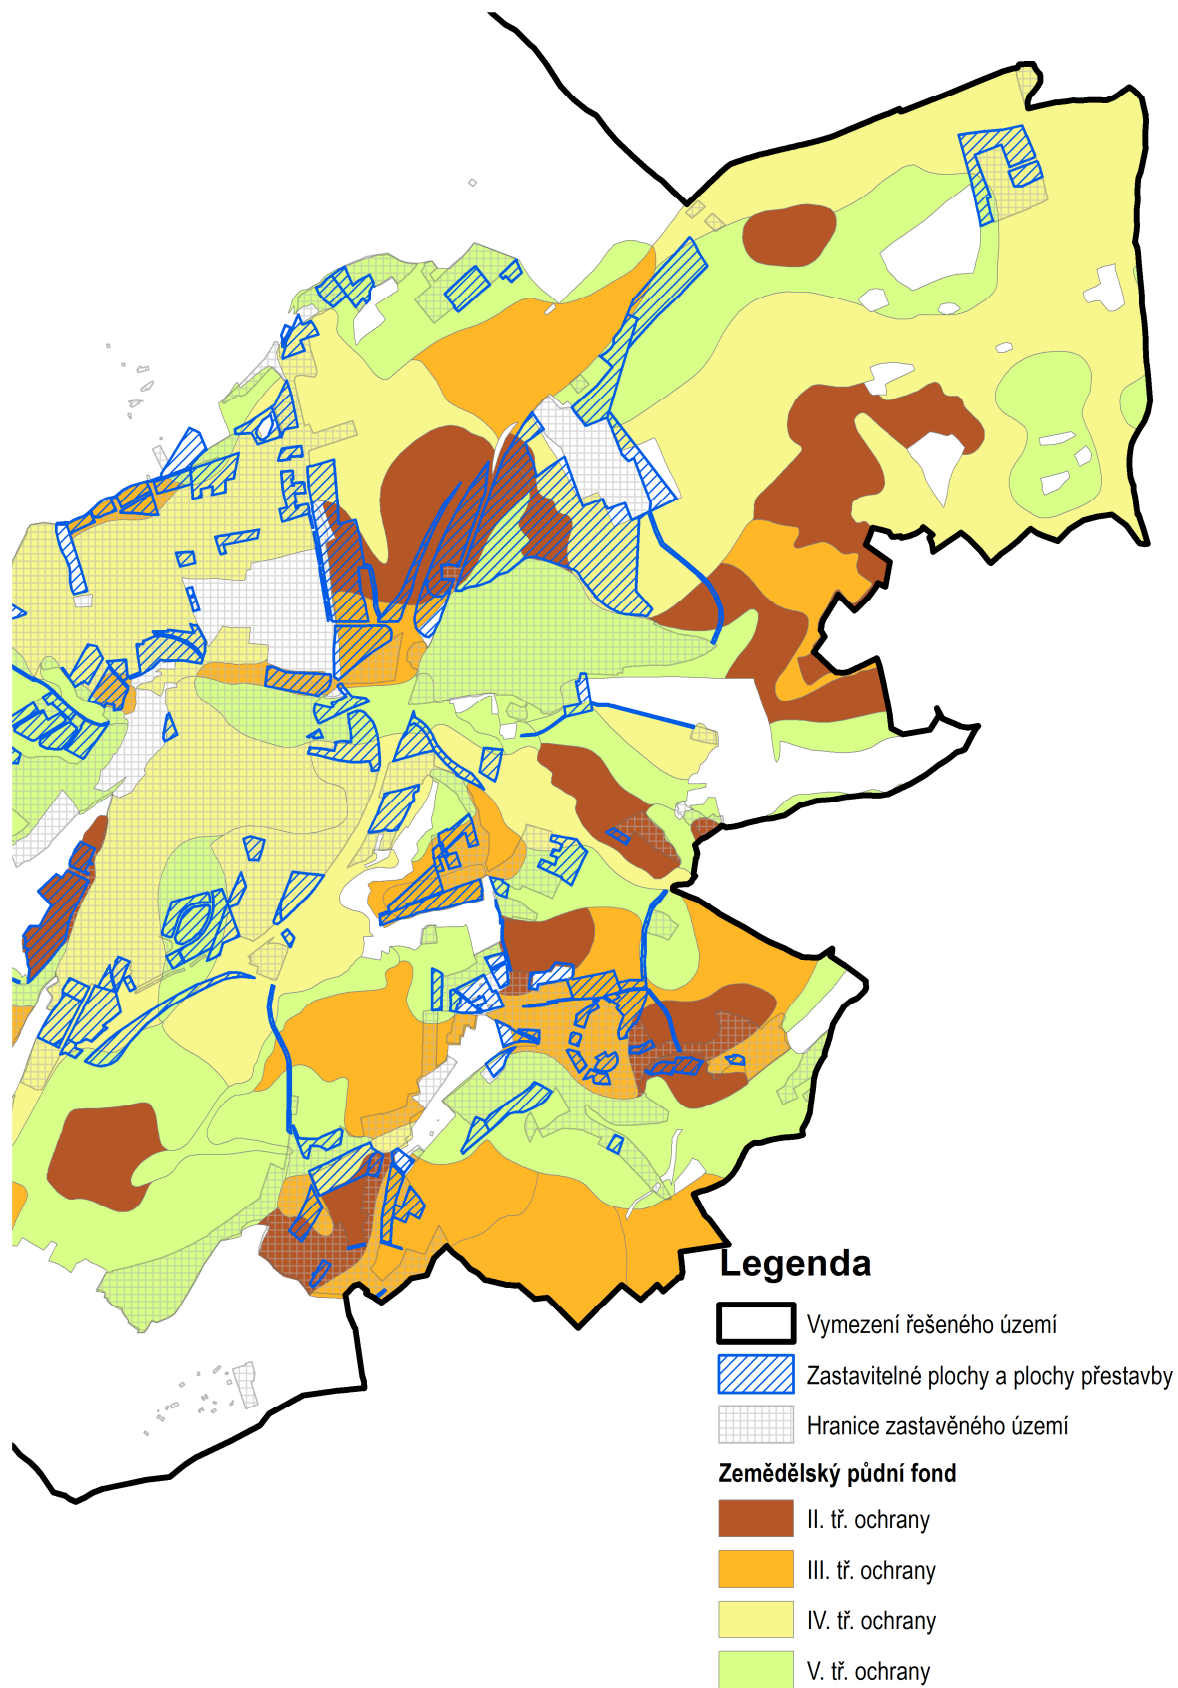 Legenda
Vymezení řešeného území
Zastavitelné plochy a plochy přestavby
Hranice zastavěného území
Zemědělský půdní fond
II. tř. ochrany
III. tř. ochrany
IV. tř. ochrany
V. tř. ochrany